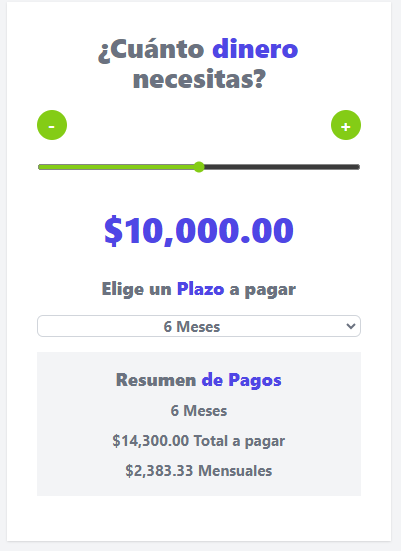 ¿Cuánto dinero
necesitas?
- +
$10,000.00
Elige un Plazo a pagar
6 Meses
Resumen de Pagos
6 Meses
$14,300.00 Total a pagar
$2,383.33 Mensuales